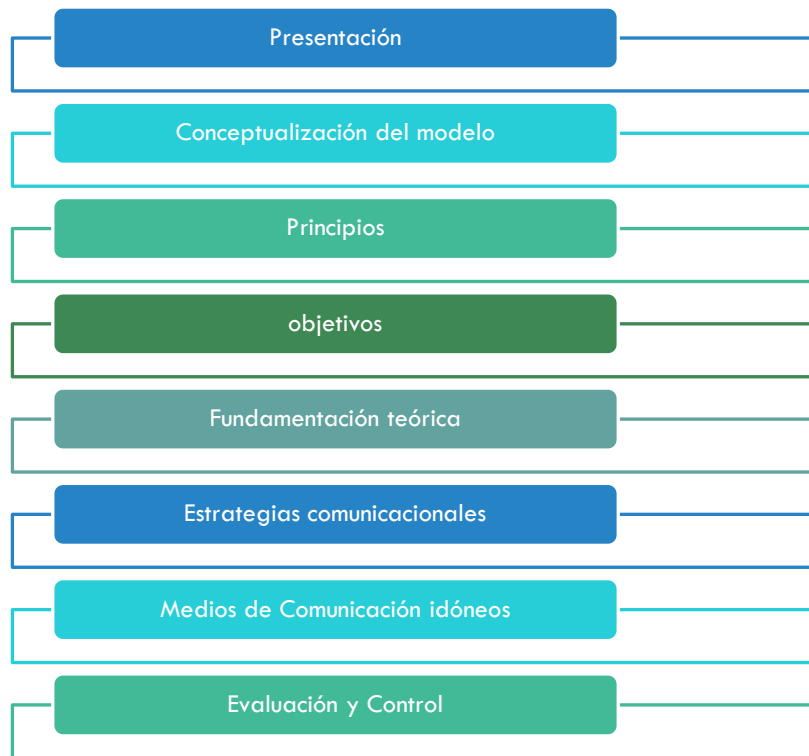 Presentación
Conceptualización del modelo
Principios
objetivos
Fundamentación teórica
Estrategias comunicacionales
Medios de Comunicación idóneos
Evaluación y Control